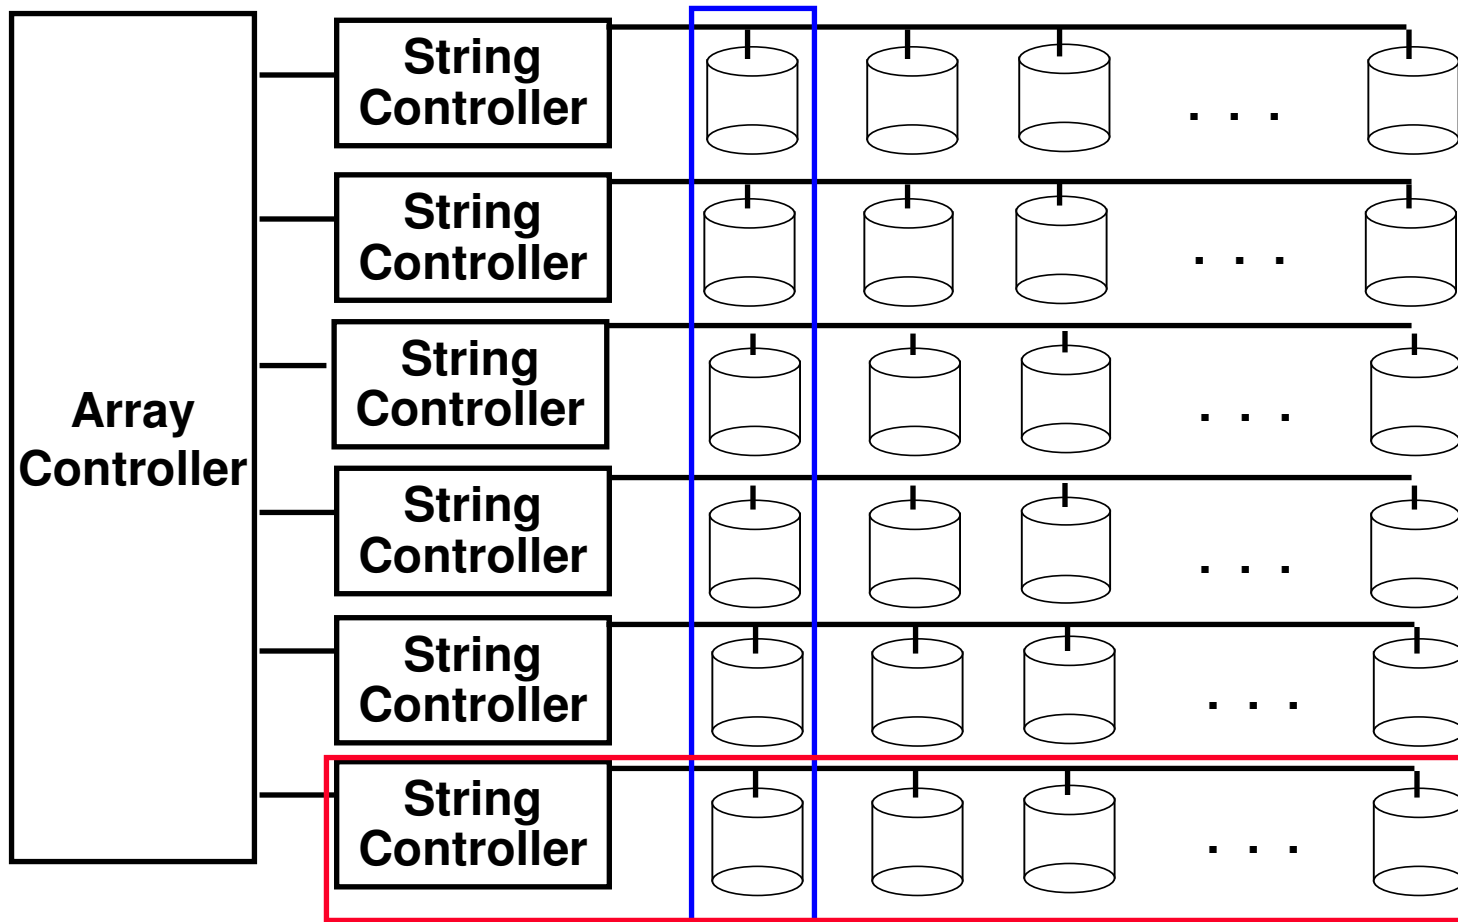 String
Controller
. . .
String
Controller
. . .
String
Controller
. . .
Array
Controller
String
Controller
. . .
String
Controller
. . .
String
Controller
. . .